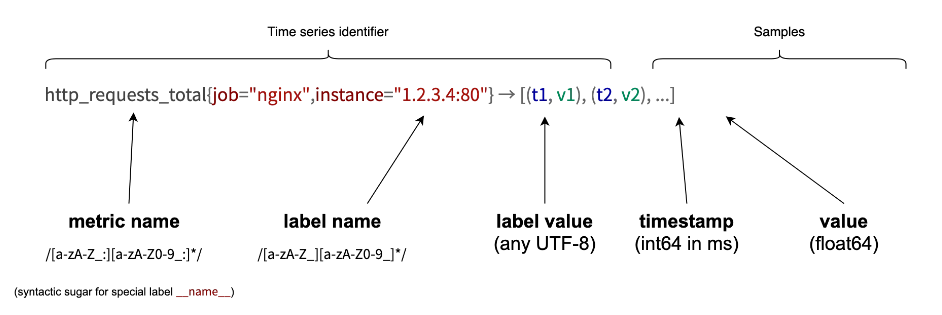 Time series identifier
Samples
http_requests_total{job="nginx",instance="1.2.3.4:80"} → [(t1, v1), (t2, v2), ...]
metric name
label name
label value
timestamp
value
(any UTF-8)
(int64 in ms)
(float64)
/[a-zA-Z_:][a-zA-Z0-9_:]*/
/[a-zA-Z_][a-zA-Z0-9_]*/
(syntactic sugar for special label __name__)